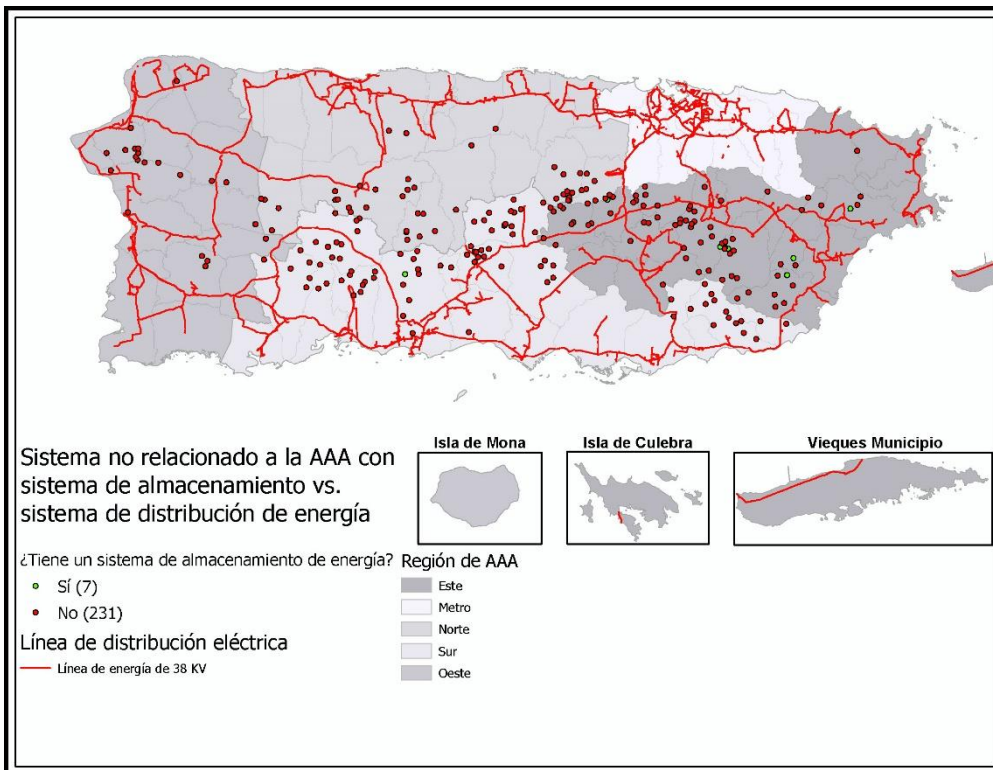 Isla de Mona
Isla de Culebra
Vieques Municipio
Sistema no relacionado a la AAA con
sistema de almacenamiento vs.
sistema de distribución de energía
¿Tiene un sistema de almacenamiento de energía?
Sí (7)
No (231)
Línea de distribución eléctrica
Línea de energía de 38 KV
Región de AAA
Este
Metro
Norte
Sur
Oeste